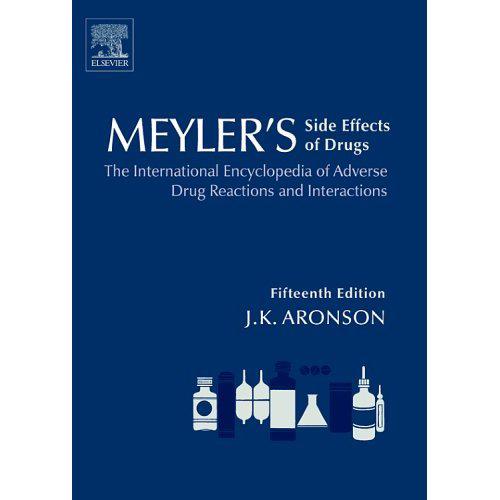 ELSEVIER
MEYLER'S Side Effects
of Drugs
The International Encyclopedia of Adverse
Drug Reactions and Interactions
Fifteenth Edition
J.K. ARONSON